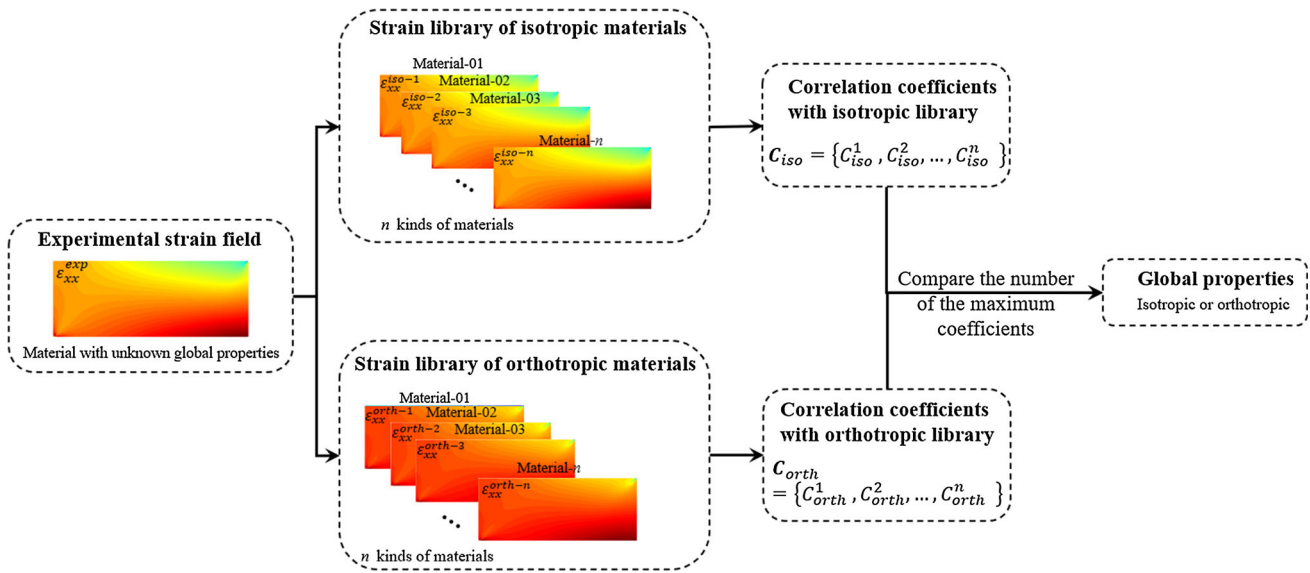 Experimental strain field
ε_xx^exp
Material with unknown global properties
Strain library of isotropic materials
Material-01
ε_xx^iso−1 Material-02
ε_xx^iso−2 Material-03
ε_xx^iso−3
Material-n
ε_xx^iso−n
n kinds of materials
Strain library of orthotropic materials
Material-01
ε_xx^orth−1 Material-02
ε_xx^orth−2 Material-03
ε_xx^orth−3
Material-n
ε_xx^orth−n
n kinds of materials
Correlation coefficients
with isotropic library
C_iso = {C_iso^1 , C_iso^2, … , C_iso^n }
Compare the number
of the maximum
coefficients
Correlation coefficients
with orthotropic library
C_orth
= {C_orth^1 , C_orth^2, … , C_orth^n }
Global properties
Isotropic or orthotropic